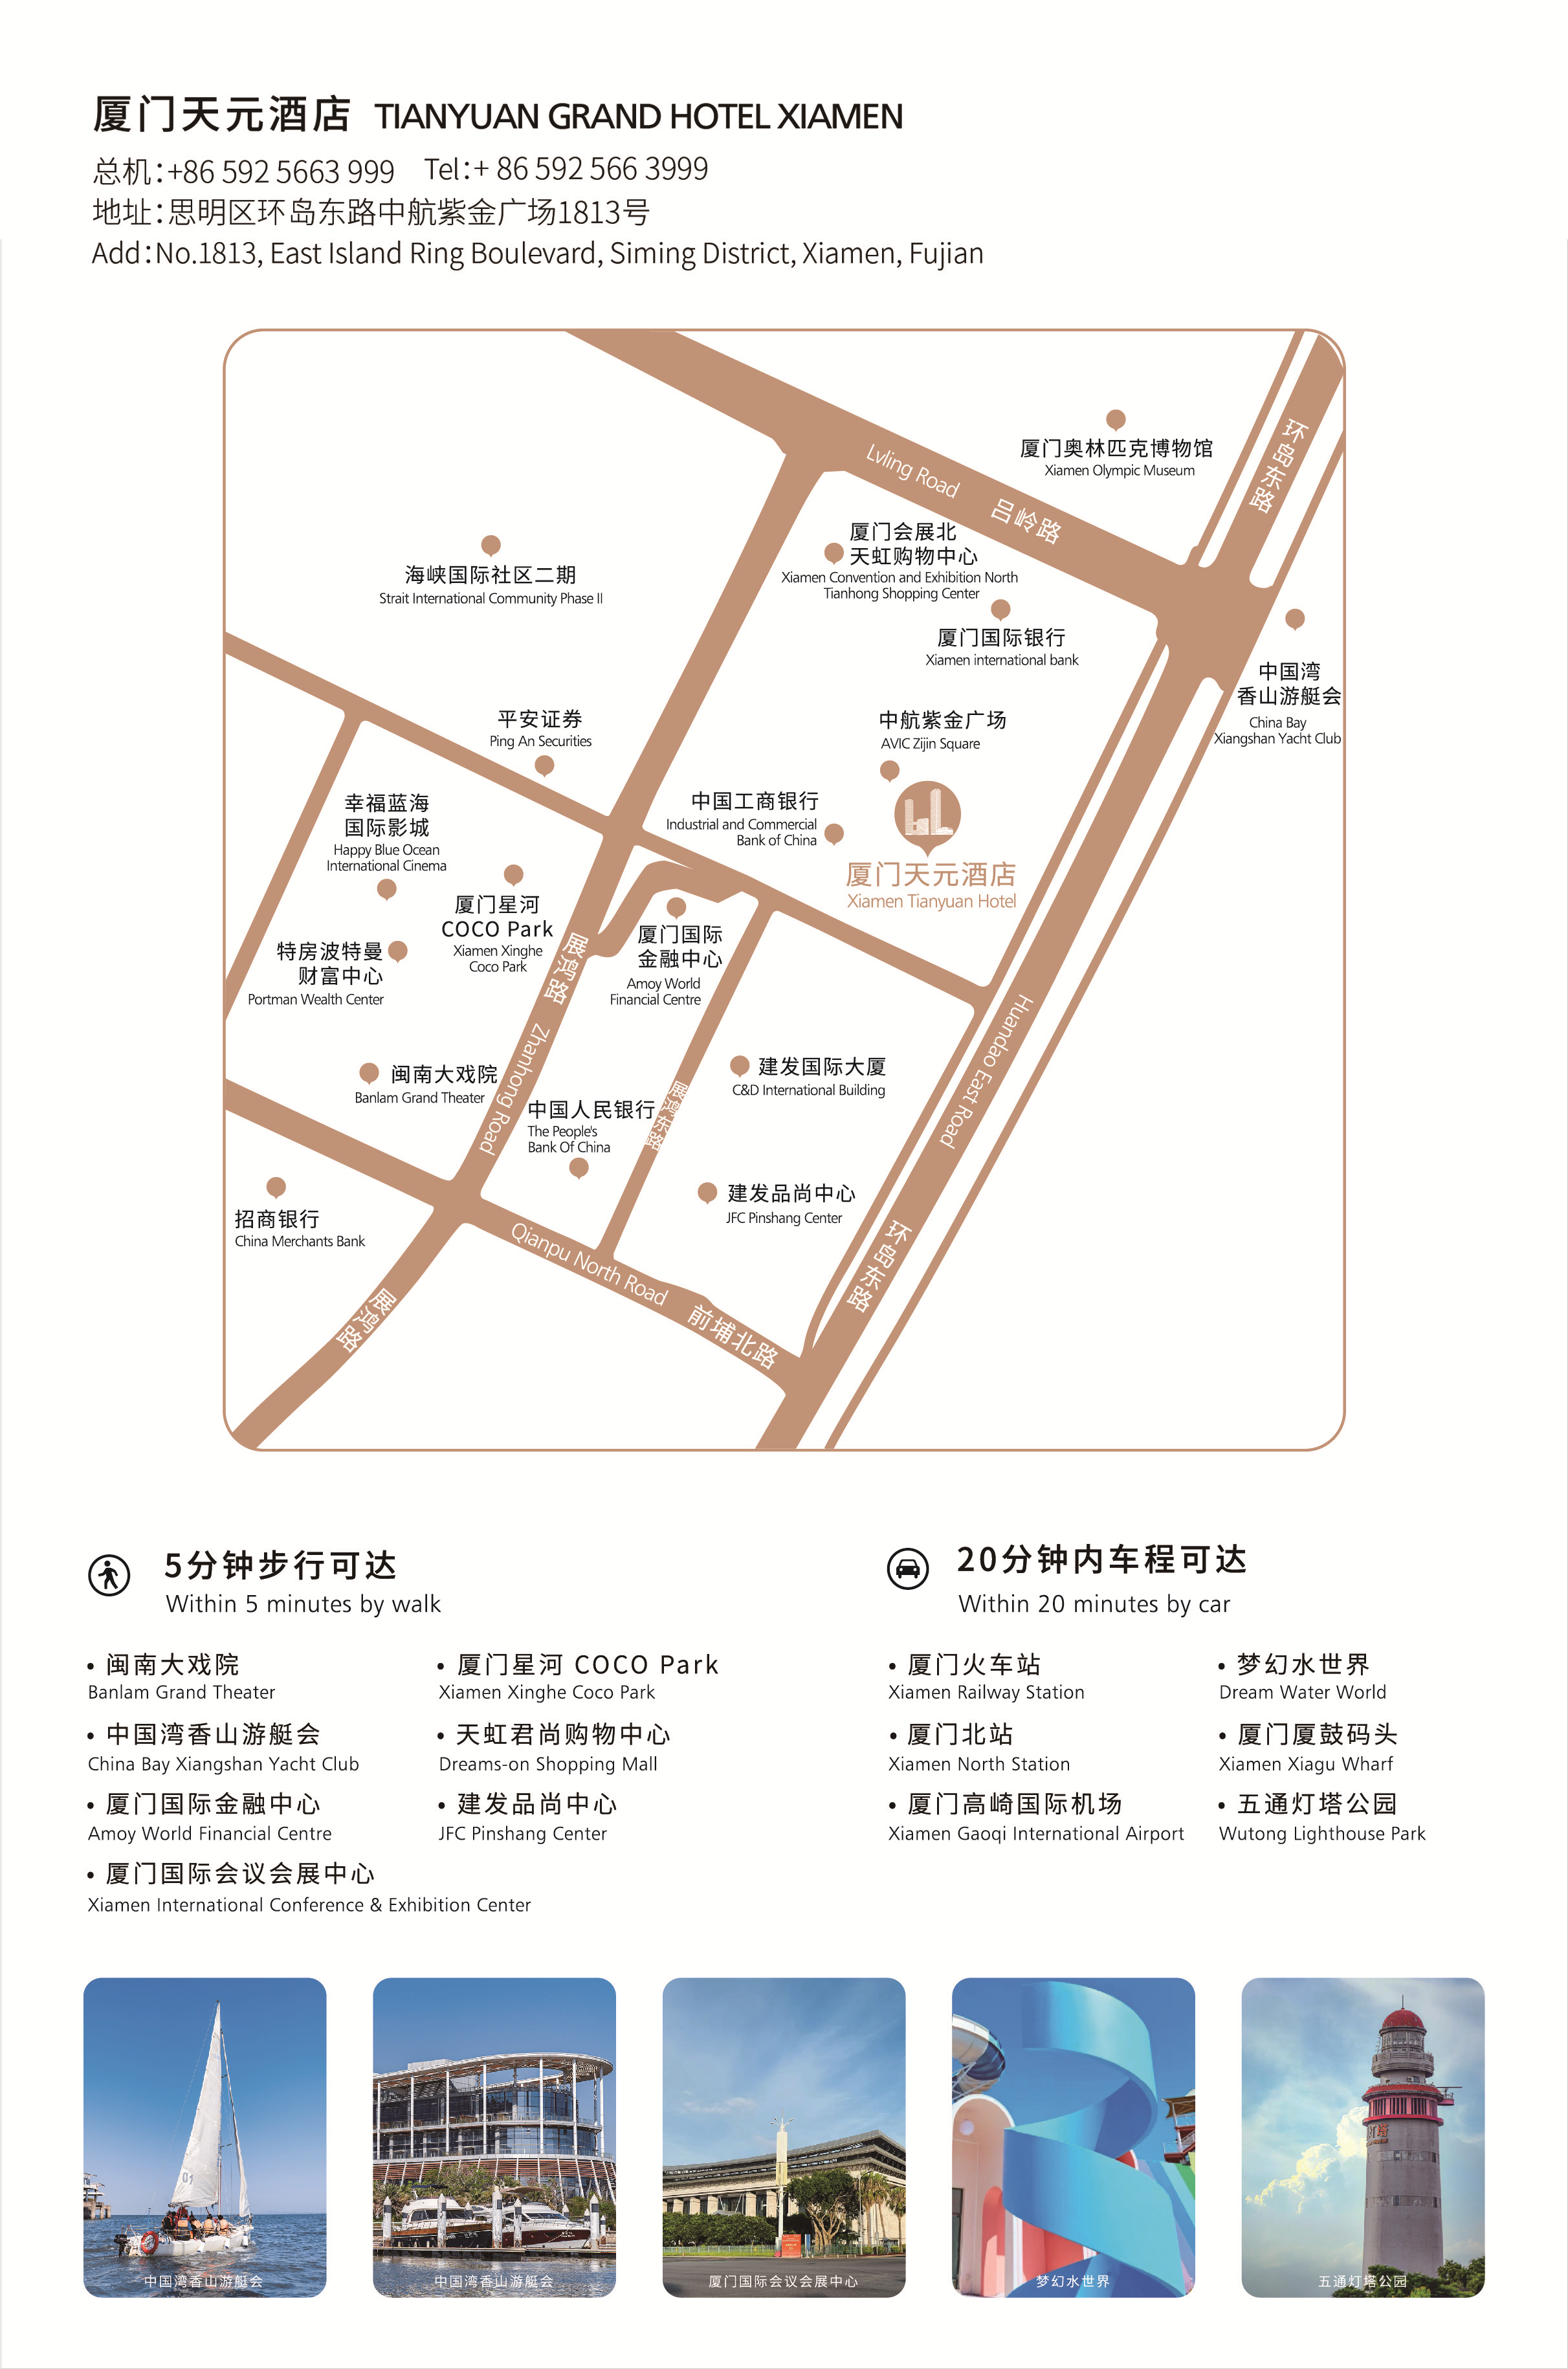 厦门天元酒店 TIANYUAN GRAND HOTEL XIAMEN
总机：+86 592 5663 999 Tel：+ 86 592 566 3999
地址：思明区环岛东路中航紫金广场1813号
Add：No.1813, East Island Ring Boulevard, Siming District, Xiamen, Fujian
环岛东路
厦门奥林匹克博物馆
Xiamen Olympic Museum
Lvling Road 吕岭路
厦门会展北
天虹购物中心
Xiamen Convention and Exhibition North
Tianhong Shopping Center
海峡国际社区二期
Strait International Community Phase II
厦门国际银行
Xiamen international bank
中国湾
香山游艇会
China Bay
Xiangshan Yacht Club
平安证券
Ping An Securities
中航紫金广场
AVIC Zijin Square
中国工商银行
Industrial and Commercial
Bank of China
厦门天元酒店
Xiamen Tianyuan Hotel
幸福蓝海
国际影城
Happy Blue Ocean
International Cinema
厦门星河
COCO Park
Xiamen Xinghe
Coco Park
厦门国际
金融中心
Amoy World
Financial Centre
特房波特曼
财富中心
Portman Wealth Center
展鸿路 Zhanhong Road
Huandao East Road
闽南大戏院
Banlam Grand Theater
建发国际大厦
C&D International Building
中国人民银行
The People's
Bank Of China
展鸿东路
建发品尚中心
JFC Pinshang Center
招商银行
China Merchants Bank
Qianpu North Road 前埔北路
环岛东路
展鸿路
5分钟步行可达
Within 5 minutes by walk
• 闽南大戏院
Banlam Grand Theater
• 中国湾香山游艇会
China Bay Xiangshan Yacht Club
• 厦门国际金融中心
Amoy World Financial Centre
• 厦门国际会议会展中心
Xiamen International Conference & Exhibition Center
• 厦门星河 COCO Park
Xiamen Xinghe Coco Park
• 天虹君尚购物中心
Dreams-on Shopping Mall
• 建发品尚中心
JFC Pinshang Center
20分钟内车程可达
Within 20 minutes by car
• 厦门火车站
Xiamen Railway Station
• 厦门北站
Xiamen North Station
• 厦门高崎国际机场
Xiamen Gaoqi International Airport
• 梦幻水世界
Dream Water World
• 厦门厦鼓码头
Xiamen Xiagu Wharf
• 五通灯塔公园
Wutong Lighthouse Park
01
中国湾香山游艇会
中国湾香山游艇会
厦门国际会议会展中心
梦幻水世界
灯塔
五通灯塔公园